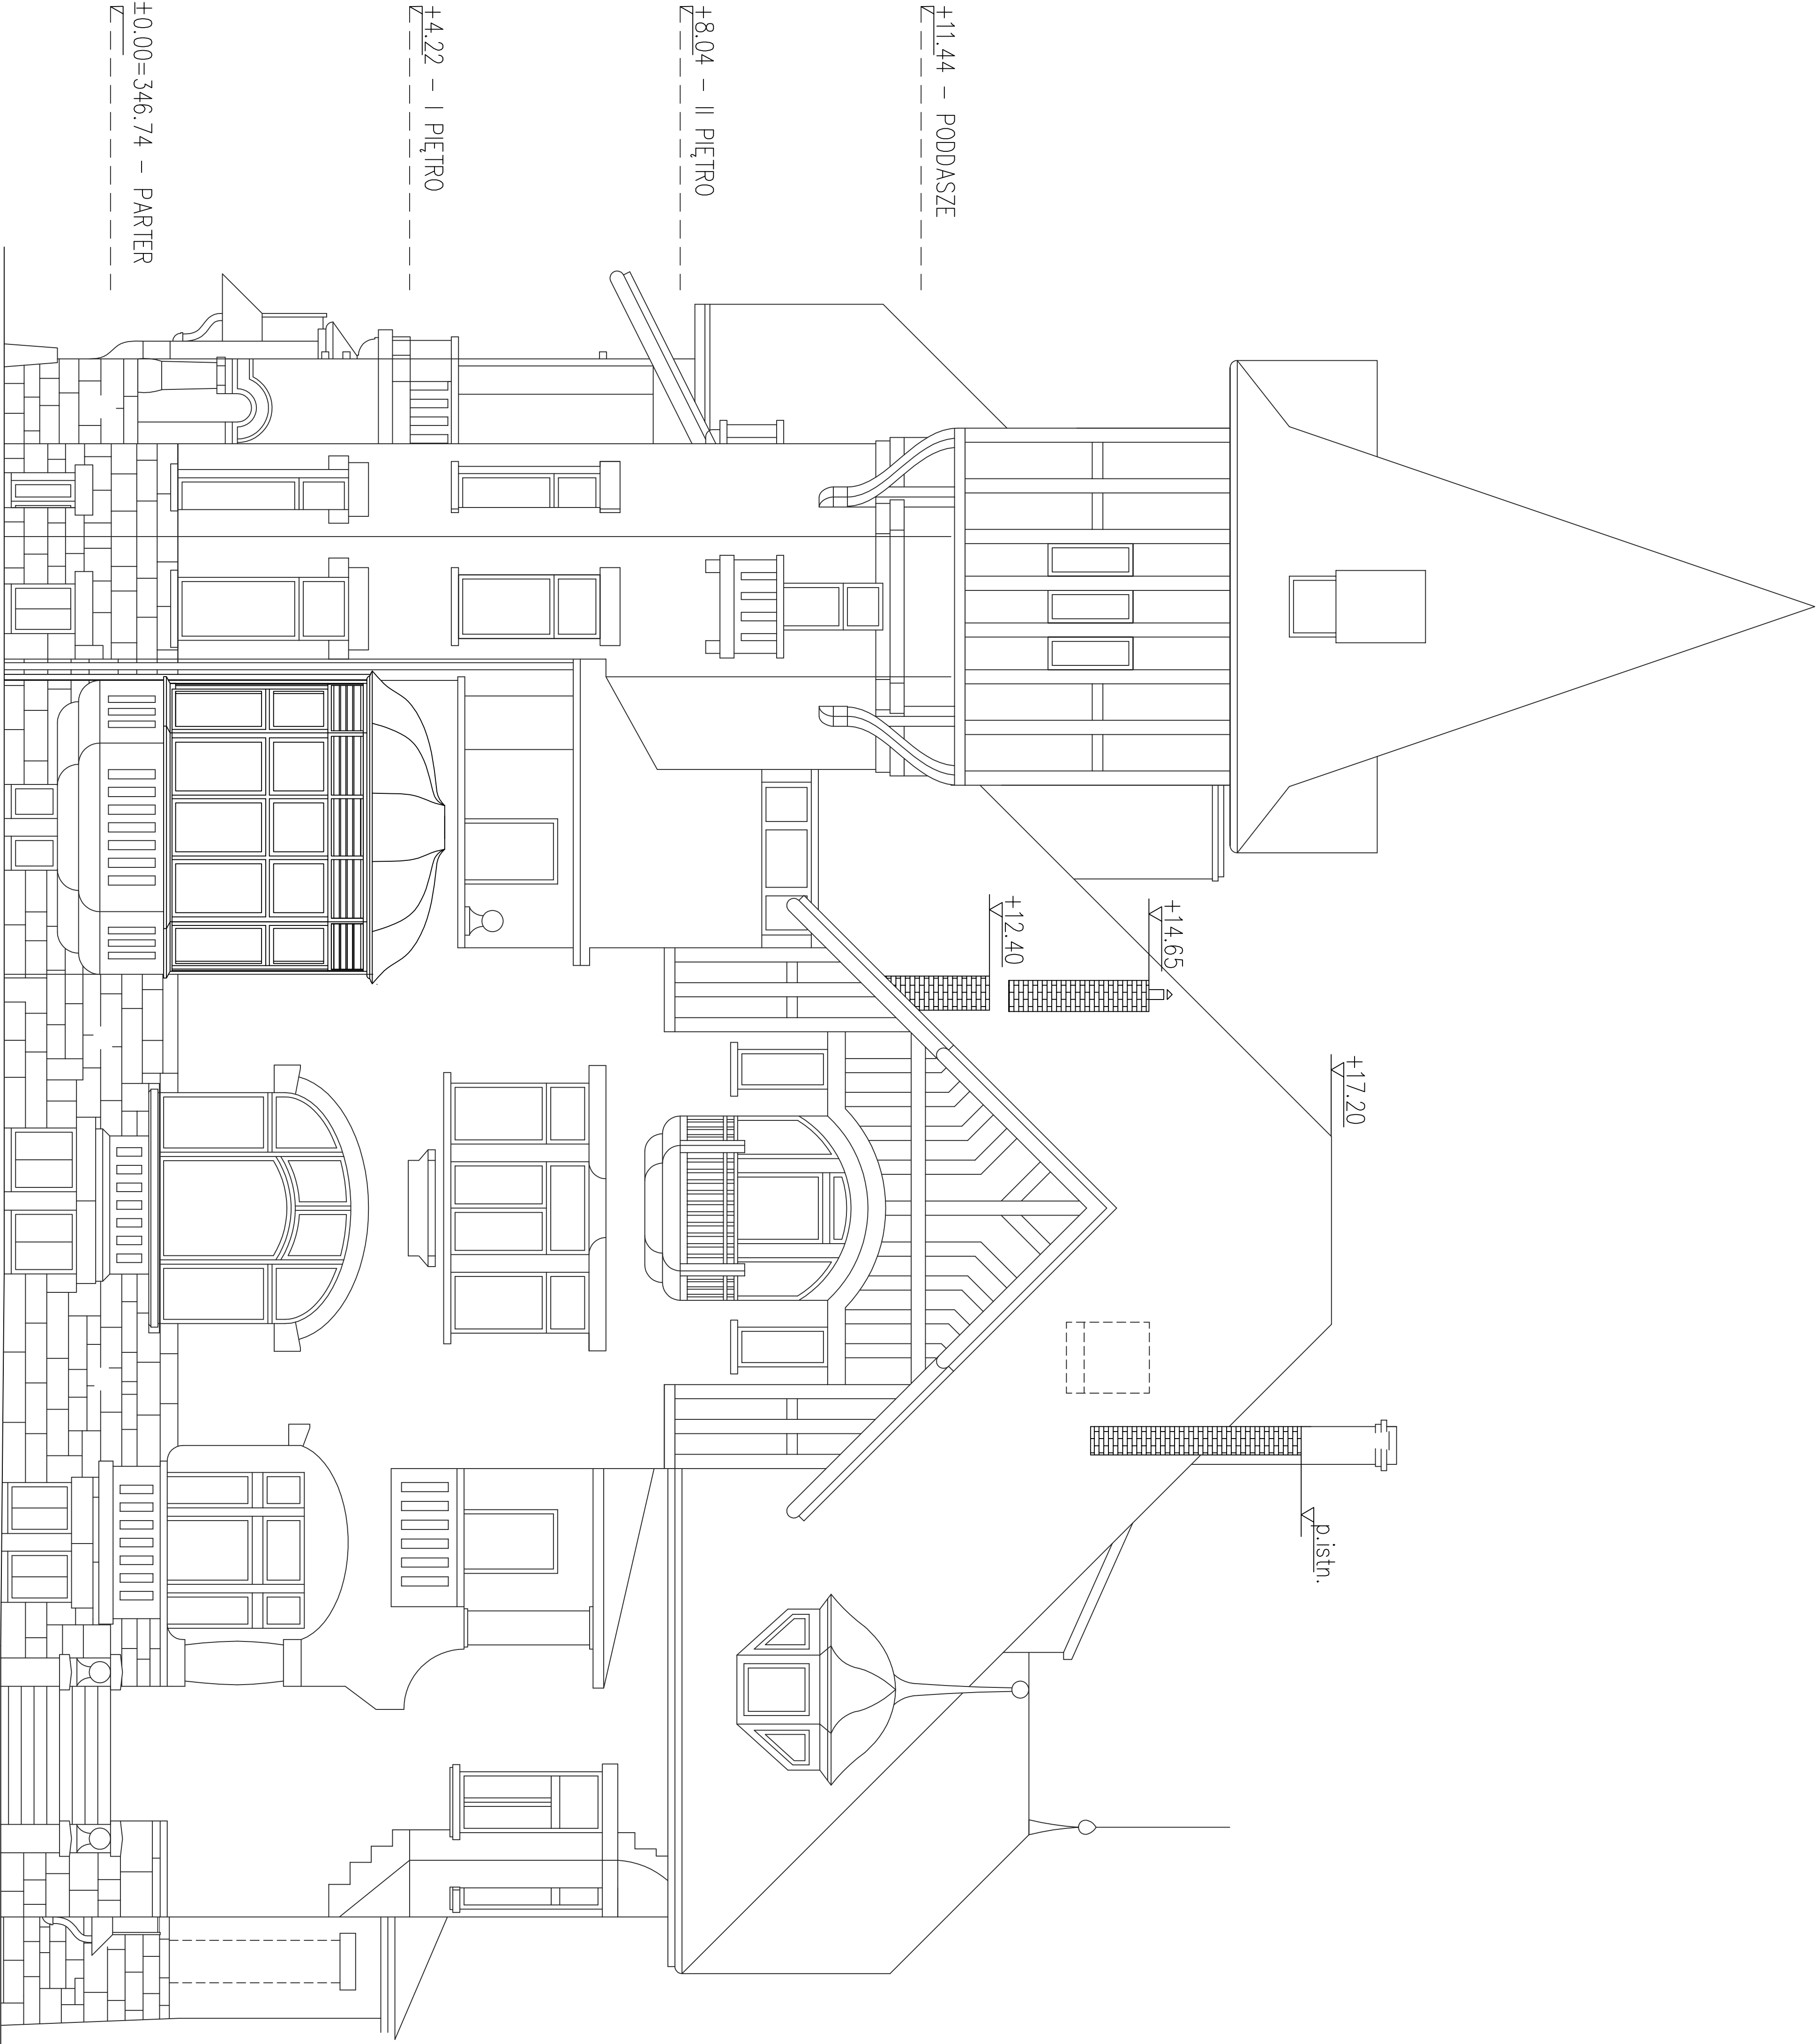 +17.20
p.istn.
+14.65
+12.40
+11.44 - PODDASZE
+8.04 - II PIĘTRO
+4.22 - I PIĘTRO
±0.00=346.74 - PARTER